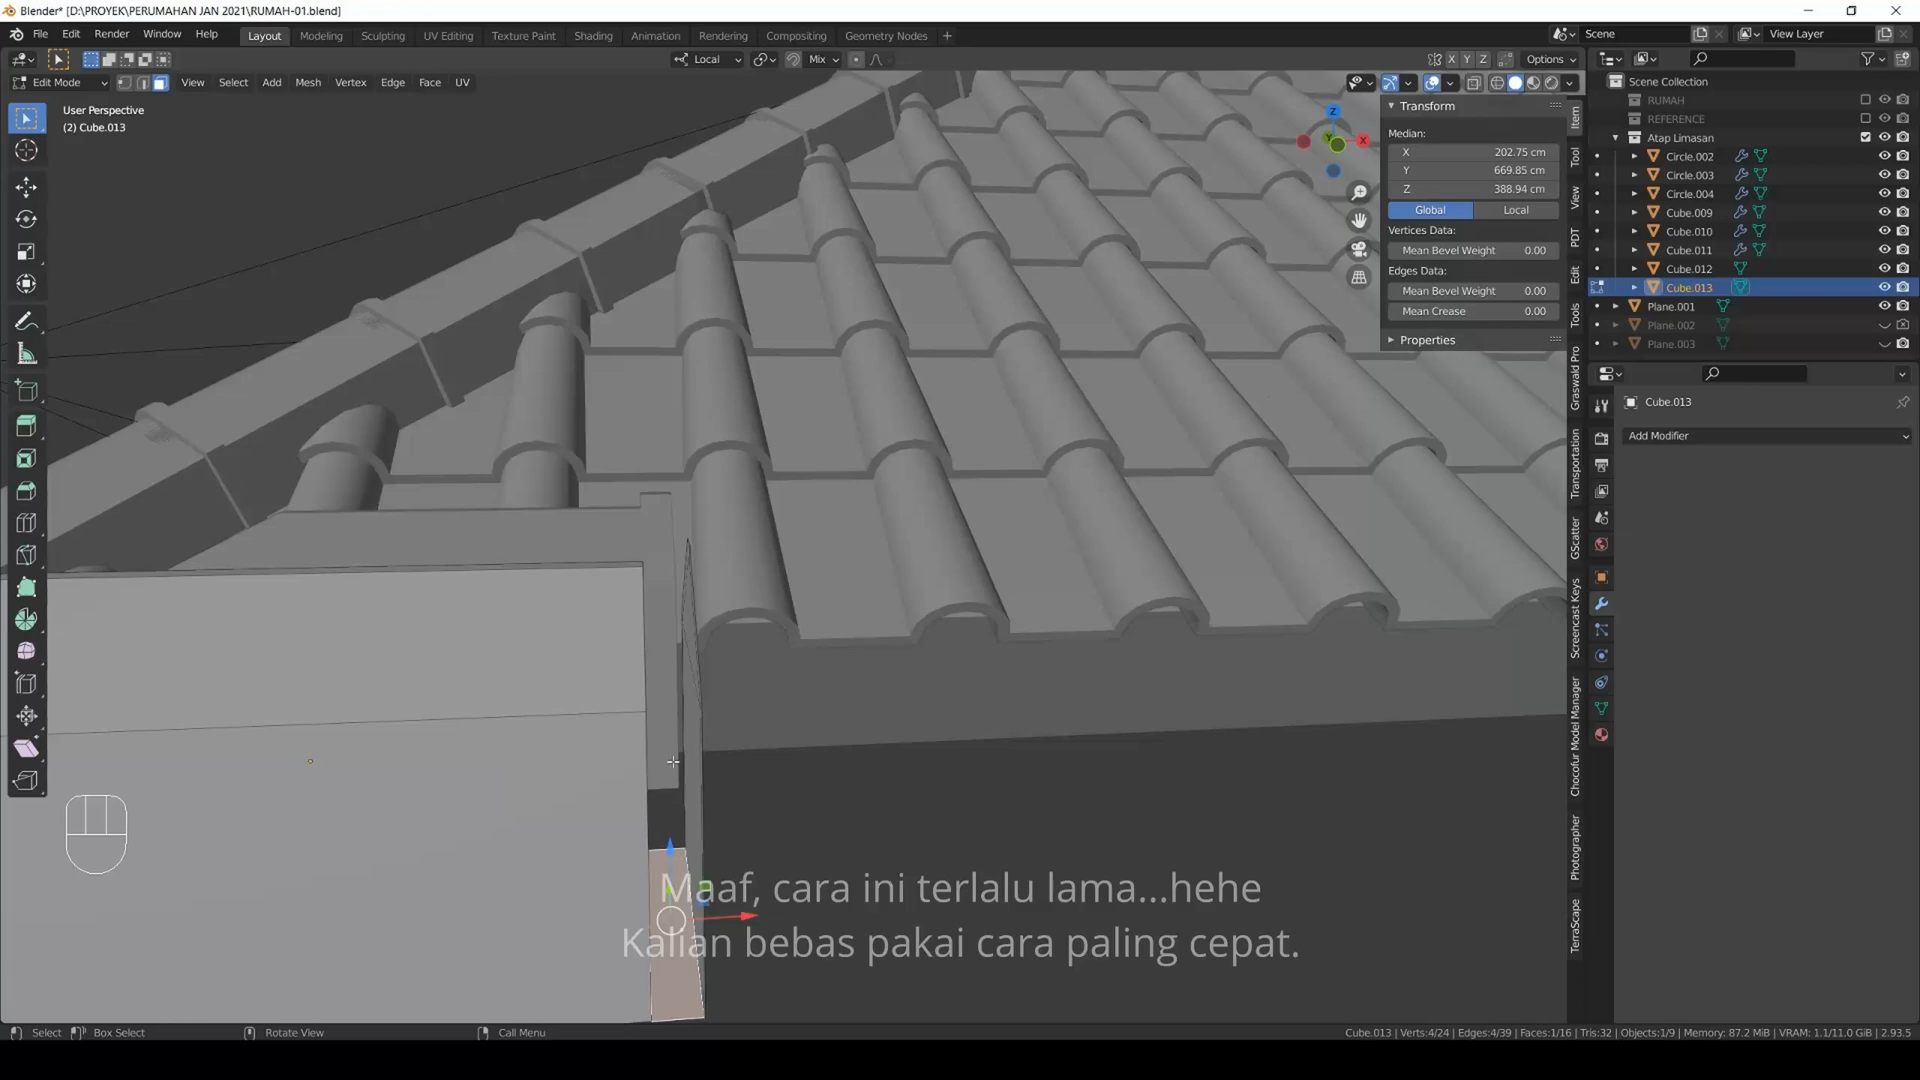 Blender* [D:\PROYEK\PERUMAHAN JAN 2021\RUMAH-01.blend]
File Edit Render Window Help Layout Modeling Sculpting UV Editing Texture Paint Shading Animation Rendering Compositing Geometry Nodes + Scene View Layer
Local Mix X Y Z Options
Edit Mode View Select Add Mesh Vertex Edge Face UV
User Perspective
(2) Cube.013
Z
Y
X
Transform
Median:
X 202.75 cm
Y 669.85 cm
Z 388.94 cm
Global Local
Vertices Data:
Mean Bevel Weight 0.00
Edges Data:
Mean Bevel Weight 0.00
Mean Crease 0.00
Properties
Item
Tool
View
PDT
Edit
Tools
Graswald Pro
Transportation
GScatter
Screencast Keys
Chocofur Model Manager
Photographer
TerraScape
Scene Collection
RUMAH
REFERENCE
Atap Limasan
Circle.002
Circle.003
Circle.004
Cube.009
Cube.010
Cube.011
Cube.012
Cube.013
Plane.001
Plane.002
Plane.003
Cube.013
Add Modifier
Maaf, cara ini terlalu lama...hehe
Kalian bebas pakai cara paling cepat.
Select Box Select Rotate View Call Menu
Cube.013 | Verts:4/24 | Edges:4/39 | Faces:1/16 | Tris:32 | Objects:1/9 | Memory: 87.2 MiB | VRAM: 1.1/11.0 GiB | 2.93.5